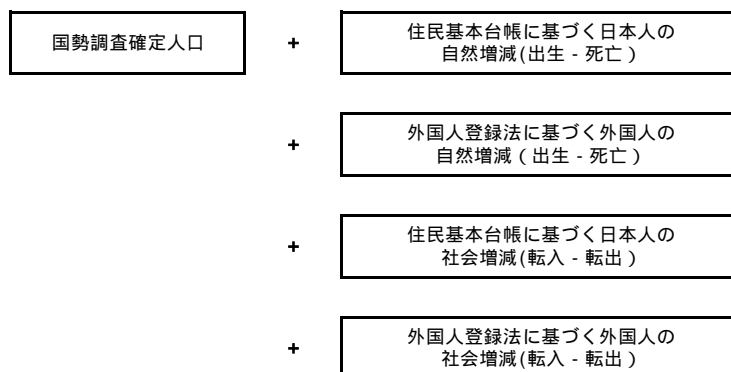 国勢調査確定人口
+
住民基本台帳に基づく日本人の
自然増減(出生 - 死亡)
+
外国人登録法に基づく外国人の
自然増減(出生 - 死亡)
+
住民基本台帳に基づく日本人の
社会増減(転入 - 転出)
+
外国人登録法に基づく外国人の
社会増減(転入 - 転出)